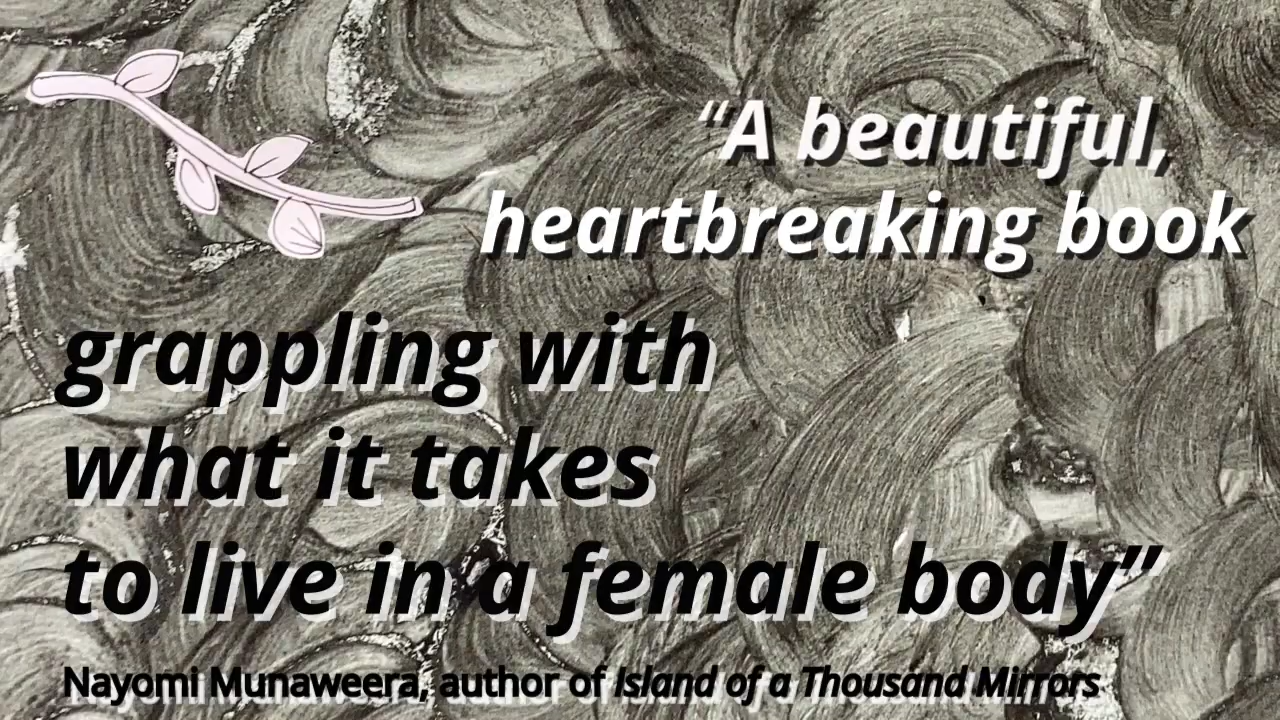 “A beautiful,
heartbreaking book
grappling with
what it takes
to live in a female body”
Nayomi Munaweera, author of Island of a Thousand Mirrors